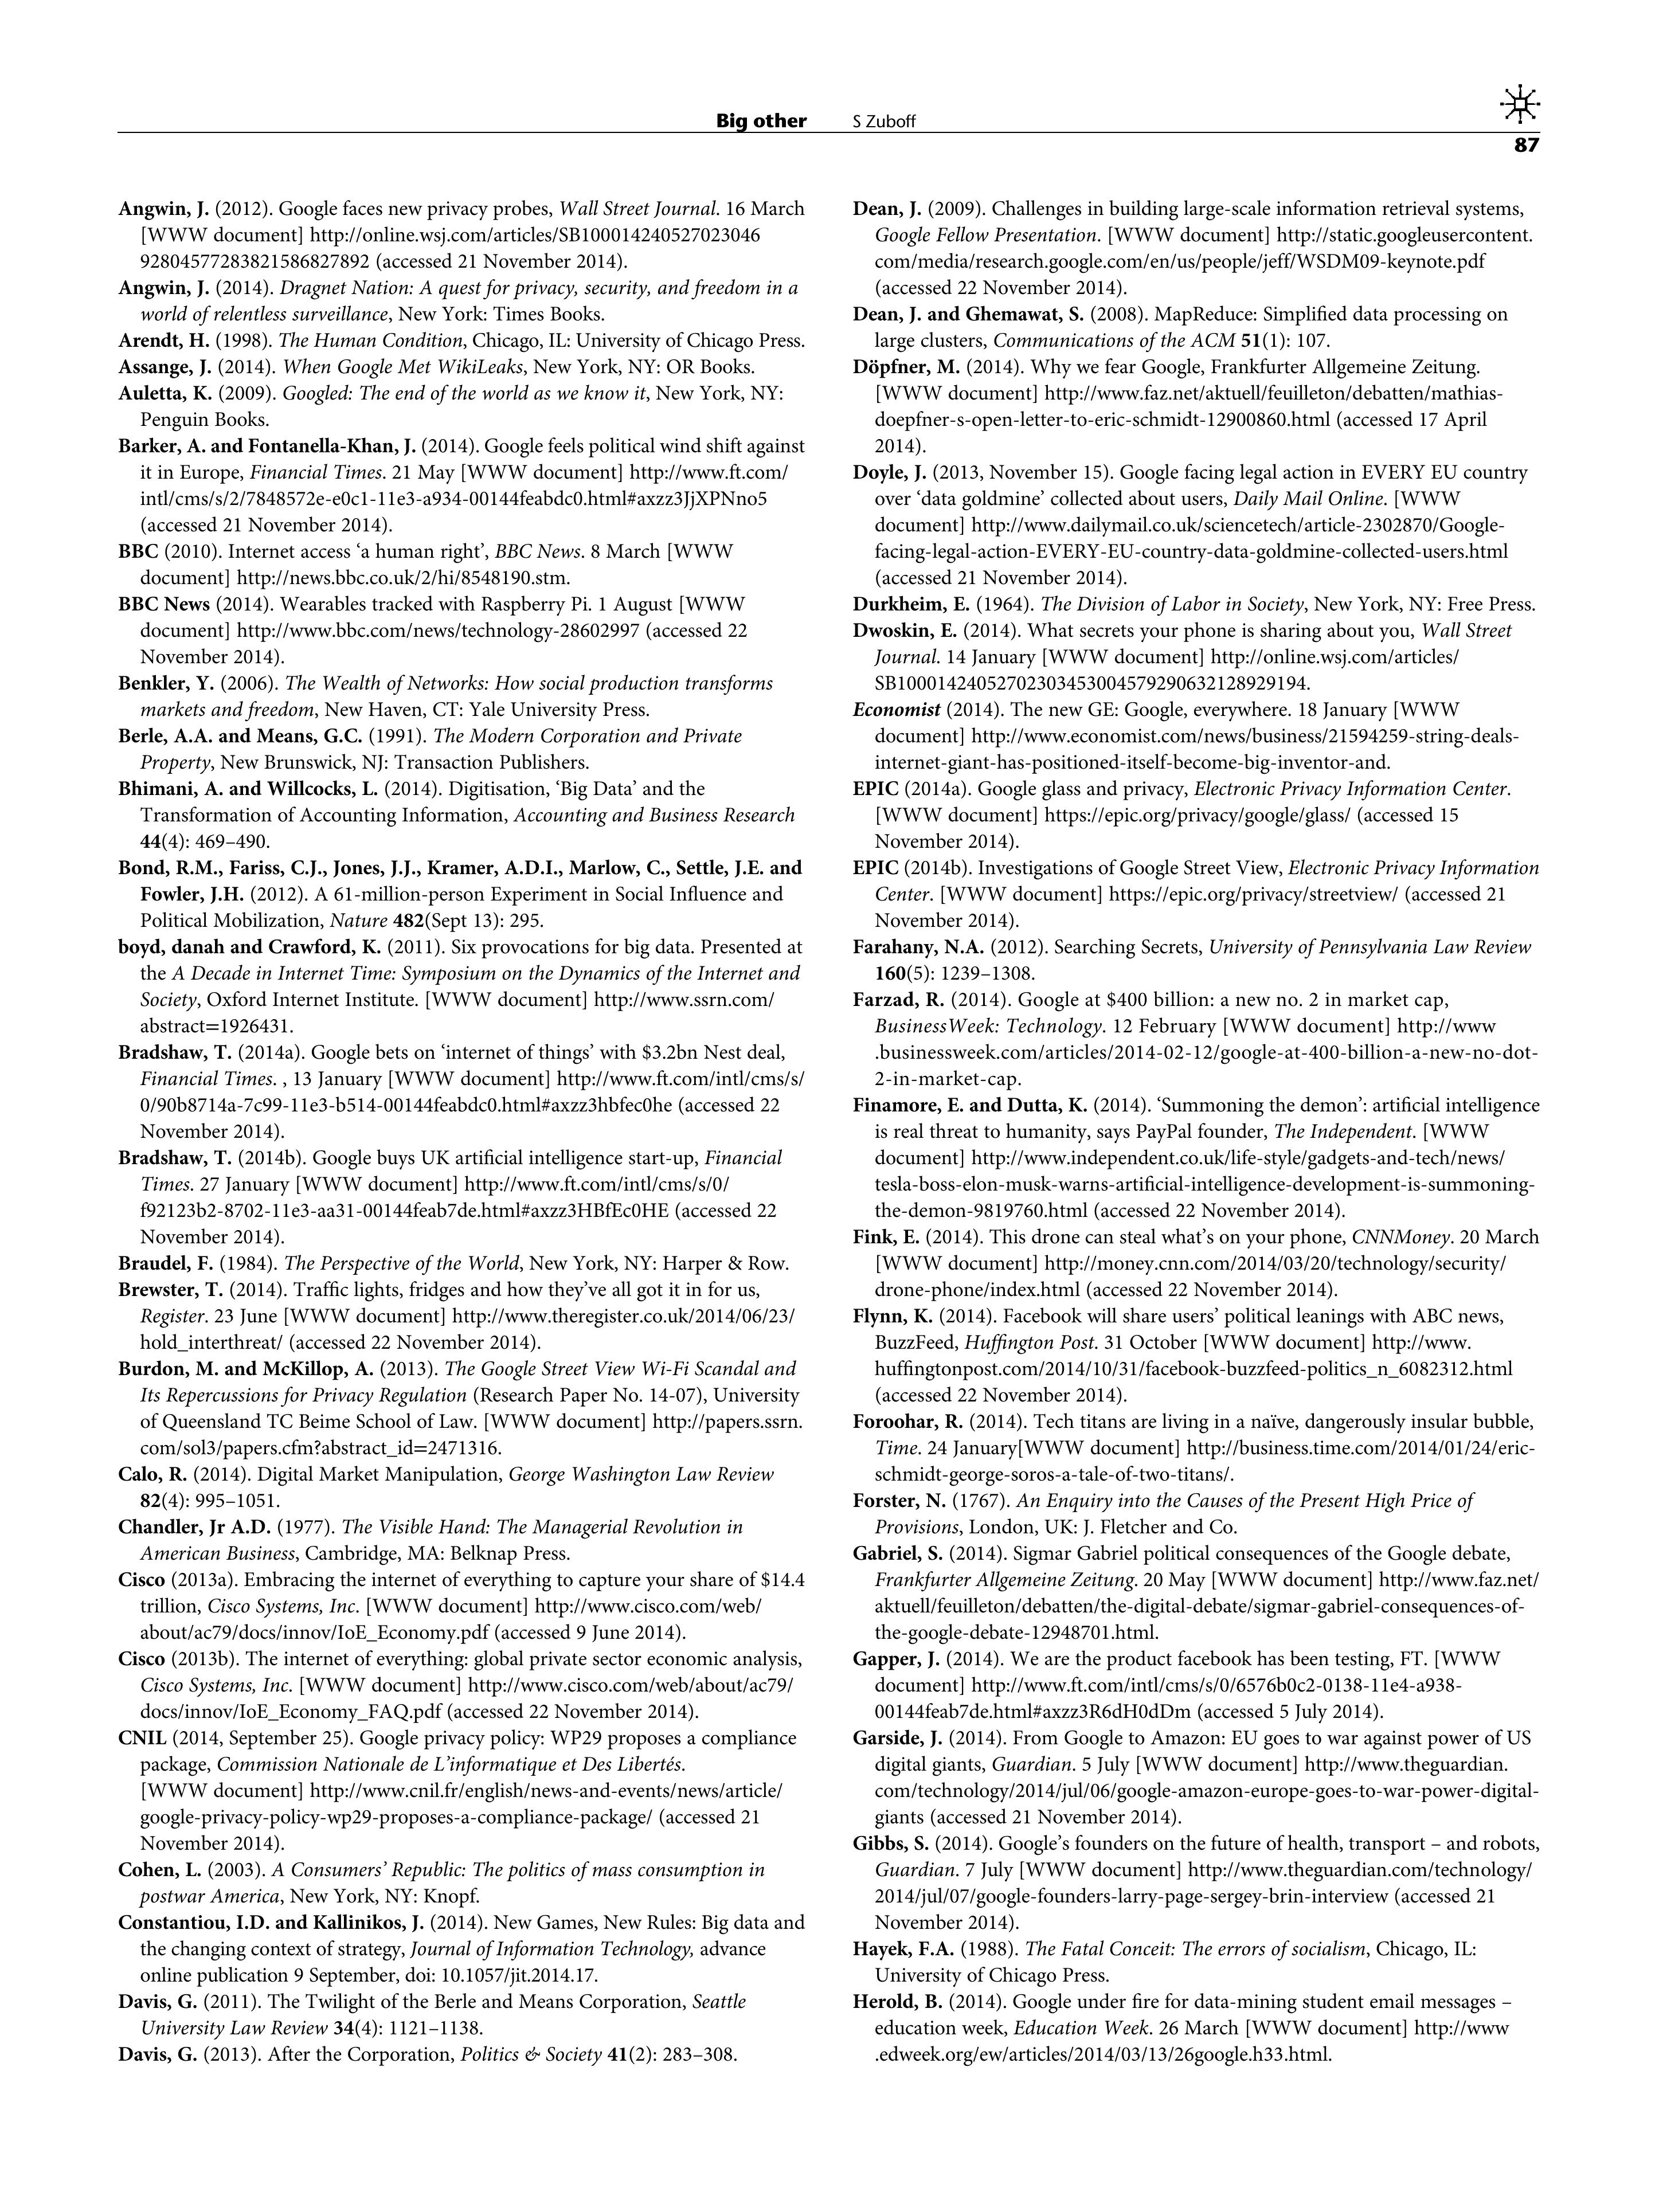 Big other S Zuboff
87
Angwin, J. (2012). Google faces new privacy probes, Wall Street Journal. 16 March
[WWW document] http://online.wsj.com/articles/SB100014240527023046
92804577283821586827892 (accessed 21 November 2014).
Angwin, J. (2014). Dragnet Nation: A quest for privacy, security, and freedom in a
world of relentless surveillance, New York: Times Books.
Arendt, H. (1998). The Human Condition, Chicago, IL: University of Chicago Press.
Assange, J. (2014). When Google Met WikiLeaks, New York, NY: OR Books.
Auletta, K. (2009). Googled: The end of the world as we know it, New York, NY:
Penguin Books.
Barker, A. and Fontanella-Khan, J. (2014). Google feels political wind shift against
it in Europe, Financial Times. 21 May [WWW document] http://www.ft.com/
intl/cms/s/2/7848572e-e0c1-11e3-a934-00144feabdc0.html#axzz3JjXPNno5
(accessed 21 November 2014).
BBC (2010). Internet access ‘a human right’, BBC News. 8 March [WWW
document] http://news.bbc.co.uk/2/hi/8548190.stm.
BBC News (2014). Wearables tracked with Raspberry Pi. 1 August [WWW
document] http://www.bbc.com/news/technology-28602997 (accessed 22
November 2014).
Benkler, Y. (2006). The Wealth of Networks: How social production transforms
markets and freedom, New Haven, CT: Yale University Press.
Berle, A.A. and Means, G.C. (1991). The Modern Corporation and Private
Property, New Brunswick, NJ: Transaction Publishers.
Bhimani, A. and Willcocks, L. (2014). Digitisation, ‘Big Data’ and the
Transformation of Accounting Information, Accounting and Business Research
44(4): 469–490.
Bond, R.M., Fariss, C.J., Jones, J.J., Kramer, A.D.I., Marlow, C., Settle, J.E. and
Fowler, J.H. (2012). A 61-million-person Experiment in Social Influence and
Political Mobilization, Nature 482(Sept 13): 295.
boyd, danah and Crawford, K. (2011). Six provocations for big data. Presented at
the A Decade in Internet Time: Symposium on the Dynamics of the Internet and
Society, Oxford Internet Institute. [WWW document] http://www.ssrn.com/
abstract=1926431.
Bradshaw, T. (2014a). Google bets on ‘internet of things’ with $3.2bn Nest deal,
Financial Times. , 13 January [WWW document] http://www.ft.com/intl/cms/s/
0/90b8714a-7c99-11e3-b514-00144feabdc0.html#axzz3hbfec0he (accessed 22
November 2014).
Bradshaw, T. (2014b). Google buys UK artificial intelligence start-up, Financial
Times. 27 January [WWW document] http://www.ft.com/intl/cms/s/0/
f92123b2-8702-11e3-aa31-00144feab7de.html#axzz3HBfEc0HE (accessed 22
November 2014).
Braudel, F. (1984). The Perspective of the World, New York, NY: Harper & Row.
Brewster, T. (2014). Traffic lights, fridges and how they’ve all got it in for us,
Register. 23 June [WWW document] http://www.theregister.co.uk/2014/06/23/
hold_interthreat/ (accessed 22 November 2014).
Burdon, M. and McKillop, A. (2013). The Google Street View Wi-Fi Scandal and
Its Repercussions for Privacy Regulation (Research Paper No. 14-07), University
of Queensland TC Beime School of Law. [WWW document] http://papers.ssrn.
com/sol3/papers.cfm?abstract_id=2471316.
Calo, R. (2014). Digital Market Manipulation, George Washington Law Review
82(4): 995–1051.
Chandler, Jr A.D. (1977). The Visible Hand: The Managerial Revolution in
American Business, Cambridge, MA: Belknap Press.
Cisco (2013a). Embracing the internet of everything to capture your share of $14.4
trillion, Cisco Systems, Inc. [WWW document] http://www.cisco.com/web/
about/ac79/docs/innov/IoE_Economy.pdf (accessed 9 June 2014).
Cisco (2013b). The internet of everything: global private sector economic analysis,
Cisco Systems, Inc. [WWW document] http://www.cisco.com/web/about/ac79/
docs/innov/IoE_Economy_FAQ.pdf (accessed 22 November 2014).
CNIL (2014, September 25). Google privacy policy: WP29 proposes a compliance
package, Commission Nationale de L’informatique et Des Libertés.
[WWW document] http://www.cnil.fr/english/news-and-events/news/article/
google-privacy-policy-wp29-proposes-a-compliance-package/ (accessed 21
November 2014).
Cohen, L. (2003). A Consumers’ Republic: The politics of mass consumption in
postwar America, New York, NY: Knopf.
Constantiou, I.D. and Kallinikos, J. (2014). New Games, New Rules: Big data and
the changing context of strategy, Journal of Information Technology, advance
online publication 9 September, doi: 10.1057/jit.2014.17.
Davis, G. (2011). The Twilight of the Berle and Means Corporation, Seattle
University Law Review 34(4): 1121–1138.
Davis, G. (2013). After the Corporation, Politics & Society 41(2): 283–308.
Dean, J. (2009). Challenges in building large-scale information retrieval systems,
Google Fellow Presentation. [WWW document] http://static.googleusercontent.
com/media/research.google.com/en/us/people/jeff/WSDM09-keynote.pdf
(accessed 22 November 2014).
Dean, J. and Ghemawat, S. (2008). MapReduce: Simplified data processing on
large clusters, Communications of the ACM 51(1): 107.
Döpfner, M. (2014). Why we fear Google, Frankfurter Allgemeine Zeitung.
[WWW document] http://www.faz.net/aktuell/feuilleton/debatten/mathias-
doepfner-s-open-letter-to-eric-schmidt-12900860.html (accessed 17 April
2014).
Doyle, J. (2013, November 15). Google facing legal action in EVERY EU country
over ‘data goldmine’ collected about users, Daily Mail Online. [WWW
document] http://www.dailymail.co.uk/sciencetech/article-2302870/Google-
facing-legal-action-EVERY-EU-country-data-goldmine-collected-users.html
(accessed 21 November 2014).
Durkheim, E. (1964). The Division of Labor in Society, New York, NY: Free Press.
Dwoskin, E. (2014). What secrets your phone is sharing about you, Wall Street
Journal. 14 January [WWW document] http://online.wsj.com/articles/
SB10001424052702303453004579290632128929194.
Economist (2014). The new GE: Google, everywhere. 18 January [WWW
document] http://www.economist.com/news/business/21594259-string-deals-
internet-giant-has-positioned-itself-become-big-inventor-and.
EPIC (2014a). Google glass and privacy, Electronic Privacy Information Center.
[WWW document] https://epic.org/privacy/google/glass/ (accessed 15
November 2014).
EPIC (2014b). Investigations of Google Street View, Electronic Privacy Information
Center. [WWW document] https://epic.org/privacy/streetview/ (accessed 21
November 2014).
Farahany, N.A. (2012). Searching Secrets, University of Pennsylvania Law Review
160(5): 1239–1308.
Farzad, R. (2014). Google at $400 billion: a new no. 2 in market cap,
BusinessWeek: Technology. 12 February [WWW document] http://www
.businessweek.com/articles/2014-02-12/google-at-400-billion-a-new-no-dot-
2-in-market-cap.
Finamore, E. and Dutta, K. (2014). ‘Summoning the demon’: artificial intelligence
is real threat to humanity, says PayPal founder, The Independent. [WWW
document] http://www.independent.co.uk/life-style/gadgets-and-tech/news/
tesla-boss-elon-musk-warns-artificial-intelligence-development-is-summoning-
the-demon-9819760.html (accessed 22 November 2014).
Fink, E. (2014). This drone can steal what’s on your phone, CNNMoney. 20 March
[WWW document] http://money.cnn.com/2014/03/20/technology/security/
drone-phone/index.html (accessed 22 November 2014).
Flynn, K. (2014). Facebook will share users’ political leanings with ABC news,
BuzzFeed, Huffington Post. 31 October [WWW document] http://www.
huffingtonpost.com/2014/10/31/facebook-buzzfeed-politics_n_6082312.html
(accessed 22 November 2014).
Foroohar, R. (2014). Tech titans are living in a naïve, dangerously insular bubble,
Time. 24 January[WWW document] http://business.time.com/2014/01/24/eric-
schmidt-george-soros-a-tale-of-two-titans/.
Forster, N. (1767). An Enquiry into the Causes of the Present High Price of
Provisions, London, UK: J. Fletcher and Co.
Gabriel, S. (2014). Sigmar Gabriel political consequences of the Google debate,
Frankfurter Allgemeine Zeitung. 20 May [WWW document] http://www.faz.net/
aktuell/feuilleton/debatten/the-digital-debate/sigmar-gabriel-consequences-of-
the-google-debate-12948701.html.
Gapper, J. (2014). We are the product facebook has been testing, FT. [WWW
document] http://www.ft.com/intl/cms/s/0/6576b0c2-0138-11e4-a938-
00144feab7de.html#axzz3R6dH0dDm (accessed 5 July 2014).
Garside, J. (2014). From Google to Amazon: EU goes to war against power of US
digital giants, Guardian. 5 July [WWW document] http://www.theguardian.
com/technology/2014/jul/06/google-amazon-europe-goes-to-war-power-digital-
giants (accessed 21 November 2014).
Gibbs, S. (2014). Google’s founders on the future of health, transport – and robots,
Guardian. 7 July [WWW document] http://www.theguardian.com/technology/
2014/jul/07/google-founders-larry-page-sergey-brin-interview (accessed 21
November 2014).
Hayek, F.A. (1988). The Fatal Conceit: The errors of socialism, Chicago, IL:
University of Chicago Press.
Herold, B. (2014). Google under fire for data-mining student email messages –
education week, Education Week. 26 March [WWW document] http://www
.edweek.org/ew/articles/2014/03/13/26google.h33.html.